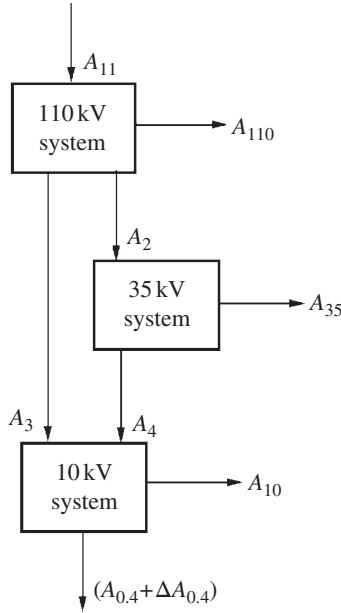 A₁₁
110 kV
system
A₁₁₀
A₂
35 kV
system
A₃₅
A₃
A₄
10 kV
system
A₁₀
(A₀.₄+ΔA₀.₄)